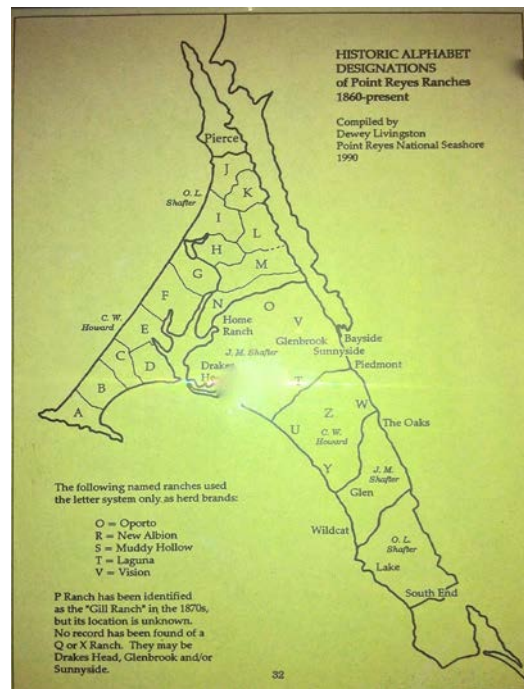 HISTORIC ALPHABET
DESIGNATIONS
of Point Reyes Ranches
1860-present
Compiled by
Dewey Livingston
Point Reyes National Seashore
1990
Pierce
J
O. L.
Shafter
K
I
L
H
M
G
F
N
O
C. W.
Howard
Home
Ranch
V
E
Glenbrook
Bayside
Sunnyside
J. M. Shafter
C
D
Drakes
Piedmont
B
T
A
Z
W
U
C. W.
Howard
The Oaks
Y
J. M.
Shafter
Glen
Wildcat
O. L.
Shafter
Lake
South End
The following named ranches used
the letter system only as herd brands:
O = Oporto
R = New Albion
S = Muddy Hollow
T = Laguna
V = Vision
P Ranch has been identified
as the "Gill Ranch" in the 1870s,
but its location is unknown.
No record has been found of a
Q or X Ranch. They may be
Drakes Head, Glenbrook and/or
Sunnyside.
32